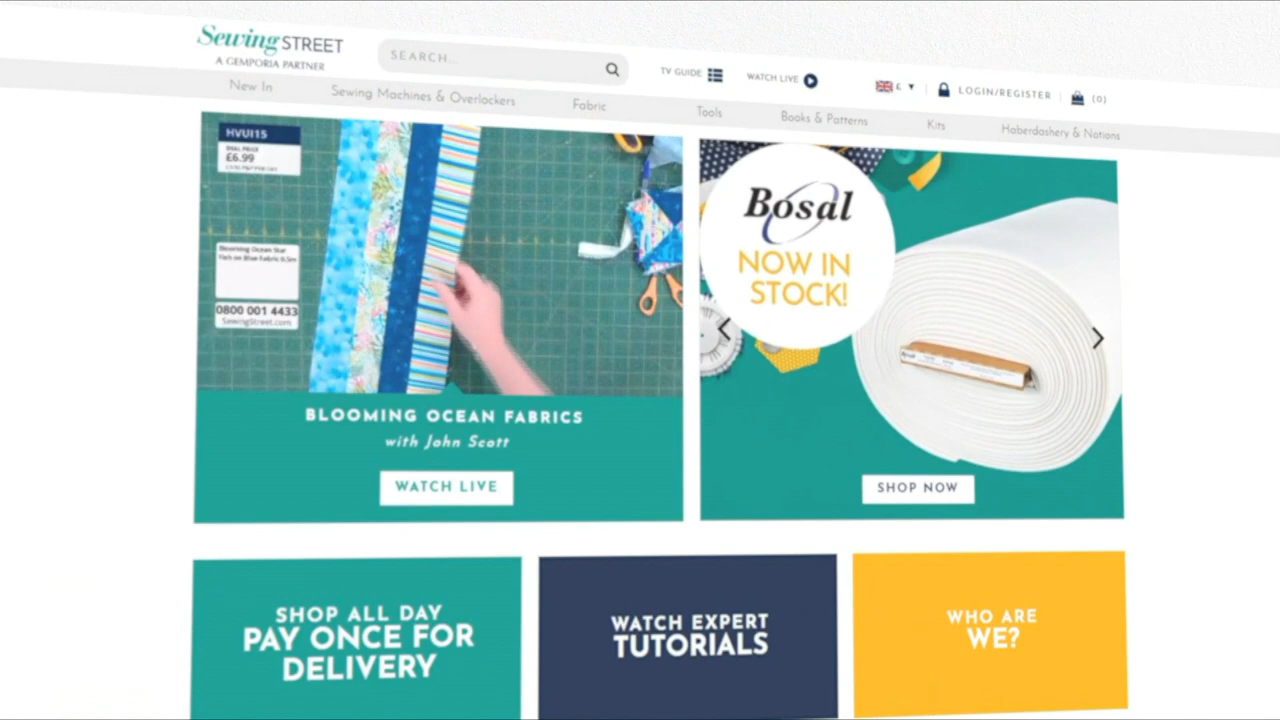 Sewing STREET
A GEMPORIA PARTNER
SEARCH...
TV GUIDE
WATCH LIVE
£
LOGIN/REGISTER
(0)
New In
Sewing Machines & Overlockers
Fabric
Tools
Books & Patterns
Kits
Haberdashery & Notions
HVUI15
£6.99
Blooming Ocean Star
Fish on Blue Fabric 0.5m
0800 001 4433
SewingStreet.com
BLOOMING OCEAN FABRICS
with John Scott
WATCH LIVE
Bosal
NOW IN
STOCK!
SHOP NOW
SHOP ALL DAY
PAY ONCE FOR
DELIVERY
WATCH EXPERT
TUTORIALS
WHO ARE
WE?